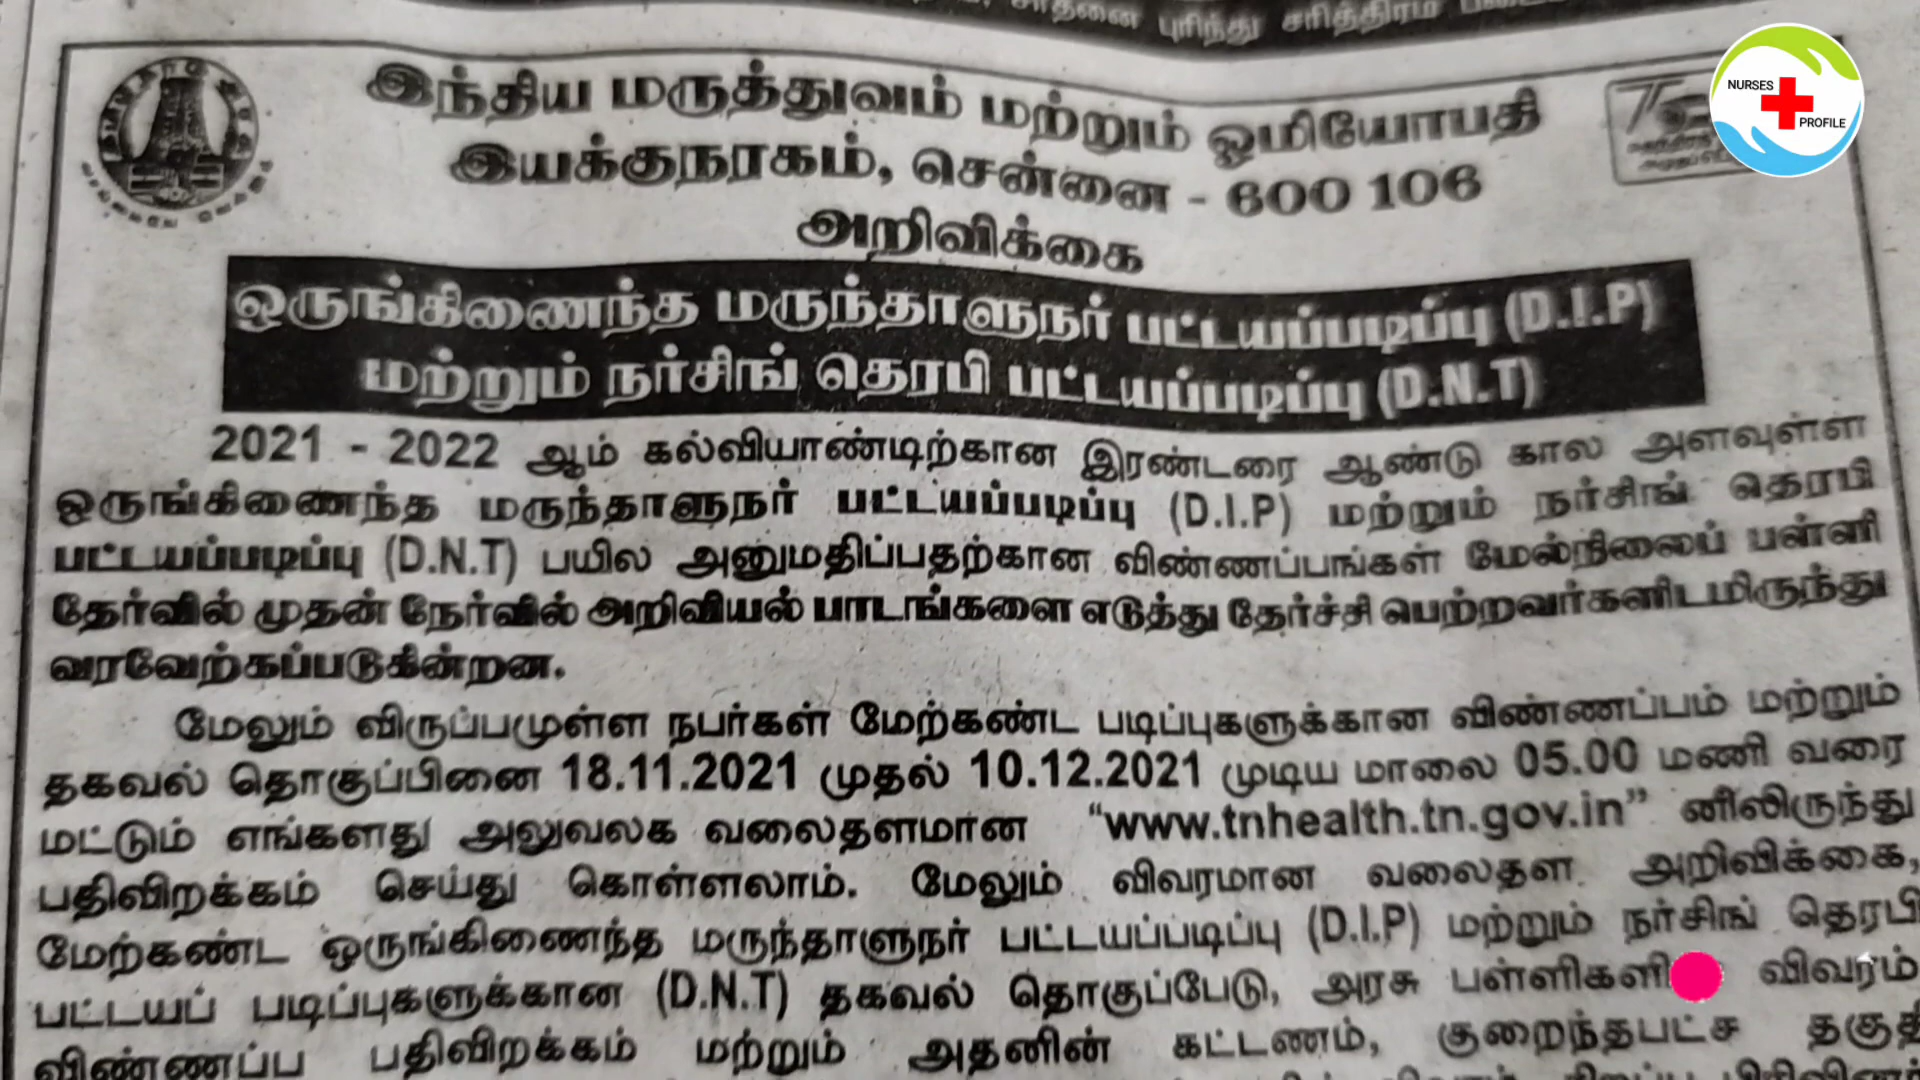 புரிந்து சரித்திரம்
NURSES
PROFILE
இந்திய மருத்துவம் மற்றும் ஓமியோபதி
இயக்குநரகம், சென்னை - 600 106
அறிவிக்கை
ஒருங்கிணைந்த மருந்தாளுநர் பட்டயப்படிப்பு (D.I.P)
மற்றும் நர்சிங் தெரபி பட்டயப்படிப்பு (D.N.T)
2021 - 2022 ஆம் கல்வியாண்டிற்கான இரண்டரை ஆண்டு கால அளவுள்ள
ஒருங்கிணைந்த மருந்தாளுநர் பட்டயப்படிப்பு (D.I.P) மற்றும் நர்சிங் தெரபி
பட்டயப்படிப்பு (D.N.T) பயில அனுமதிப்பதற்கான விண்ணப்பங்கள் மேல்நிலைப் பள்ளி
தேர்வில் முதன் நேர்வில் அறிவியல் பாடங்களை எடுத்து தேர்ச்சி பெற்றவர்களிடமிருந்து
வரவேற்கப்படுகின்றன.
மேலும் விருப்பமுள்ள நபர்கள் மேற்கண்ட படிப்புகளுக்கான விண்ணப்பம் மற்றும்
தகவல் தொகுப்பினை 18.11.2021 முதல் 10.12.2021 முடிய மாலை 05.00 மணி வரை
மட்டும் எங்களது அலுவலக வலைதளமான "www.tnhealth.tn.gov.in" னிலிருந்து
பதிவிறக்கம் செய்து கொள்ளலாம். மேலும் விவரமான வலைதள அறிவிக்கை,
மேற்கண்ட ஒருங்கிணைந்த மருந்தாளுநர் பட்டயப்படிப்பு (D.I.P) மற்றும் நர்சிங் தெரபி
பட்டயப் படிப்புகளுக்கான (D.N.T) தகவல் தொகுப்பேடு, அரசு விவரம்
விண்ணப்ப பதிவிறக்கம் மற்றும் அதனின் கட்டணம், குறைந்தபட்ச